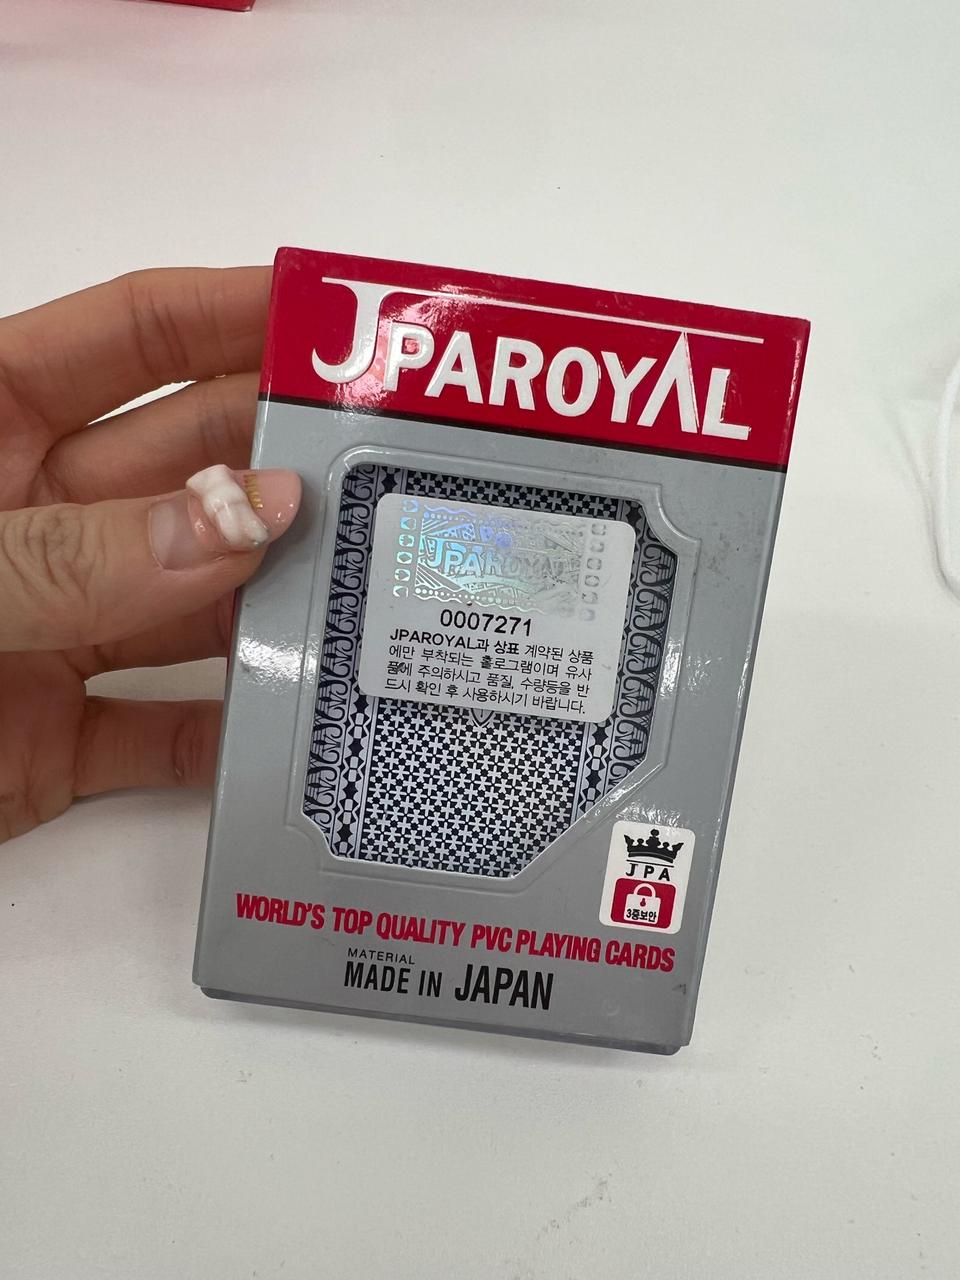 JPAROYAL
JPAROYAL
0007271
JPAROYAL과 상표 계약된 상품
에만 부착되는 홀로그램이며 유사
품에 주의하시고 품질, 수량등을 반
드시 확인 후 사용하시기 바랍니다.
JPA
3중보안
WORLD'S TOP QUALITY PVC PLAYING CARDS
MATERIAL
MADE IN JAPAN